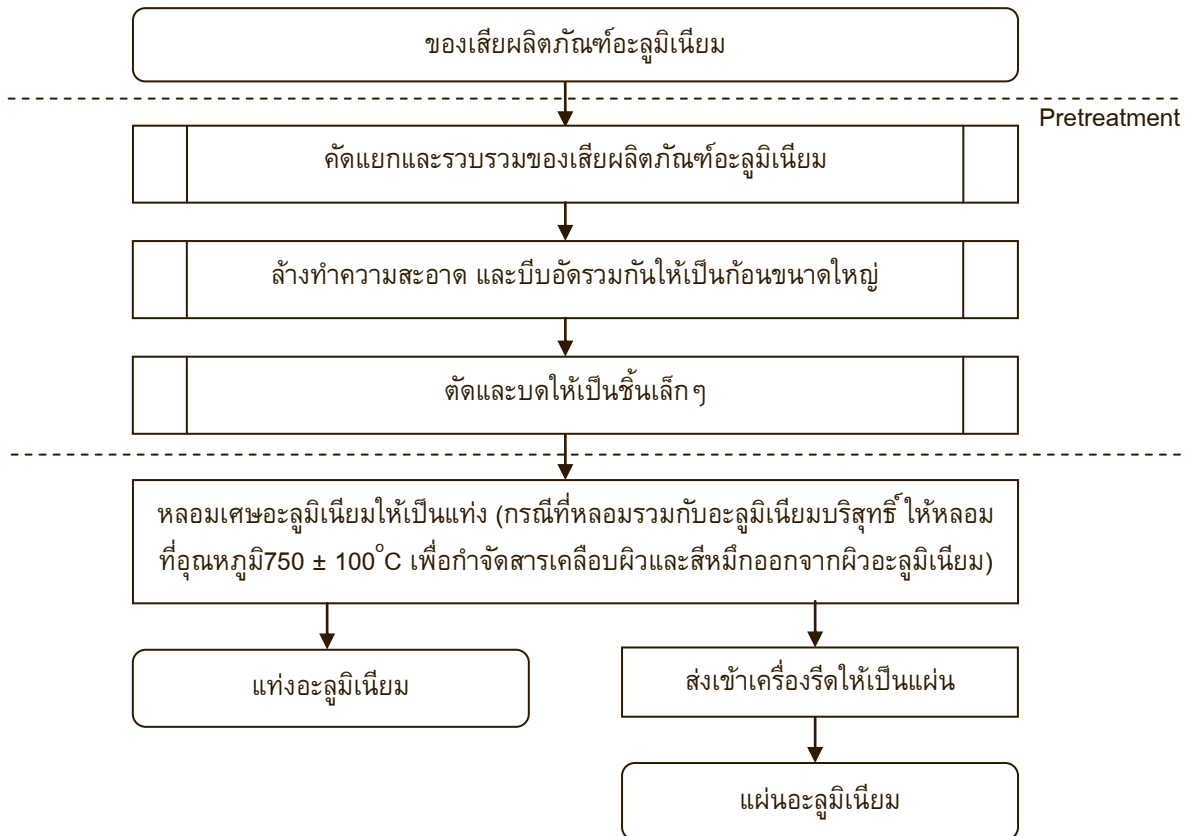 ของเสียผลิตภัณฑ์อะลูมิเนียม
Pretreatment
คัดแยกและรวบรวมของเสียผลิตภัณฑ์อะลูมิเนียม
ล้างทำความสะอาด และบีบอัดรวมกันให้เป็นก้อนขนาดใหญ่
ตัดและบดให้เป็นชิ้นเล็กๆ
หลอมเศษอะลูมิเนียมให้เป็นแท่ง (กรณีที่หลอมรวมกับอะลูมิเนียมบริสุทธิ์ ให้หลอม
ที่อุณหภูมิ750 ± 100°C เพื่อกำจัดสารเคลือบผิวและสีหมึกออกจากผิวอะลูมิเนียม)
แท่งอะลูมิเนียม
ส่งเข้าเครื่องรีดให้เป็นแผ่น
แผ่นอะลูมิเนียม